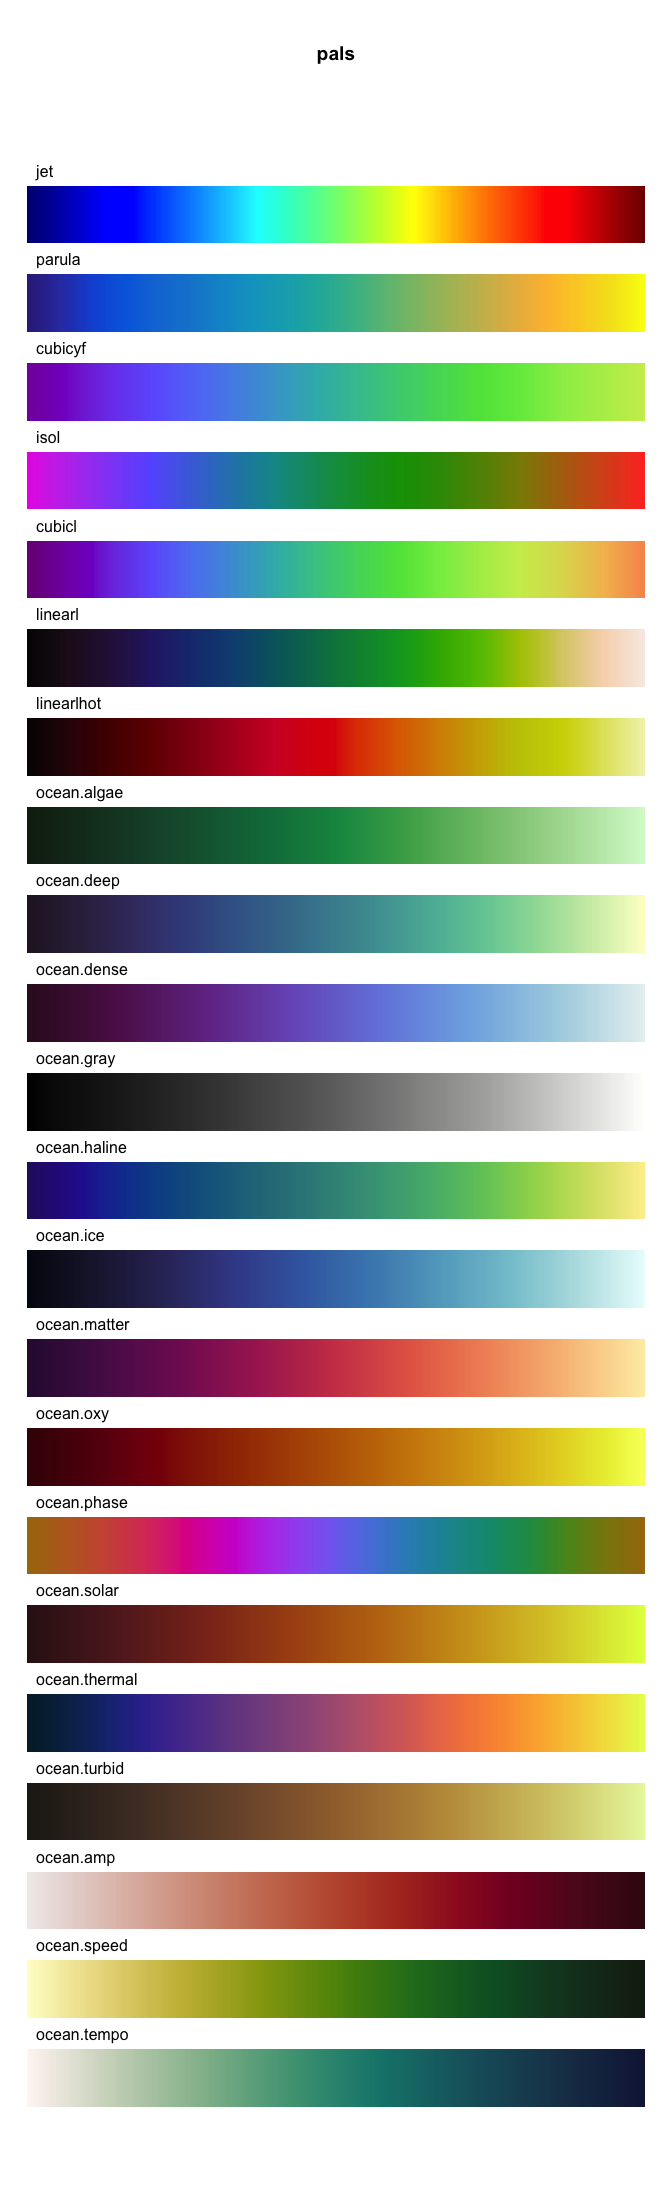 pals
jet
parula
cubicyf
isol
cubicl
linearl
linearlhot
ocean.algae
ocean.deep
ocean.dense
ocean.gray
ocean.haline
ocean.ice
ocean.matter
ocean.oxy
ocean.phase
ocean.solar
ocean.thermal
ocean.turbid
ocean.amp
ocean.speed
ocean.tempo